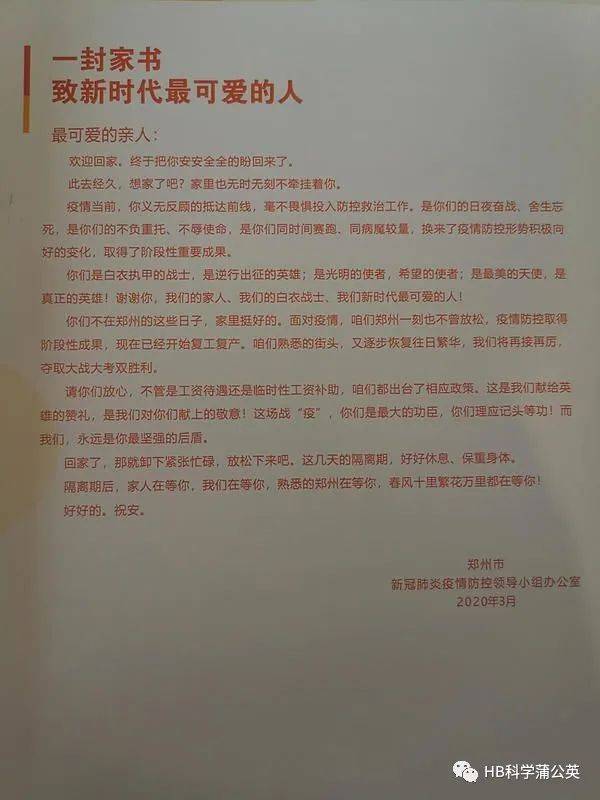 一封家书
致新时代最可爱的人
最可爱的亲人：
欢迎回家。终于把你安安全全的盼回来了。
此去经久，想家了吧？家里也无时无刻不牵挂着你。
疫情当前，你义无反顾的抵达前线，毫不畏惧投入防控救治工作。是你们的日夜奋战、舍生忘
死，是你们的不负重托、不辱使命，是你们同时间赛跑、同病魔较量，换来了疫情防控形势积极向
好的变化，取得了阶段性重要成果。
你们是白衣执甲的战士，是逆行出征的英雄；是光明的使者，希望的使者；是最美的天使，是
真正的英雄！谢谢你，我们的家人、我们的白衣战士、我们新时代最可爱的人！
你们不在郑州的这些日子，家里挺好的。面对疫情，咱们郑州一刻也不曾放松，疫情防控取得
阶段性成果，现在已经开始复工复产。咱们熟悉的街头，又逐步恢复往日繁华，我们将再接再厉，
夺取大战大考双胜利。
请你们放心，不管是工资待遇还是临时性工资补助，咱们都出台了相应政策。这是我们献给英
雄的赞礼，是我们对你们献上的敬意！这场战“疫”，你们是最大的功臣，你们理应记头等功！而
我们，永远是你最坚强的后盾。
回家了，那就卸下紧张忙碌，放松下来吧。这几天的隔离期，好好休息、保重身体。
隔离期后，家人在等你，我们在等你，熟悉的郑州在等你，春风十里繁花万里都在等你！
好好的。祝安。
郑州市
新冠肺炎疫情防控领导小组办公室
2020年3月
HB科学蒲公英